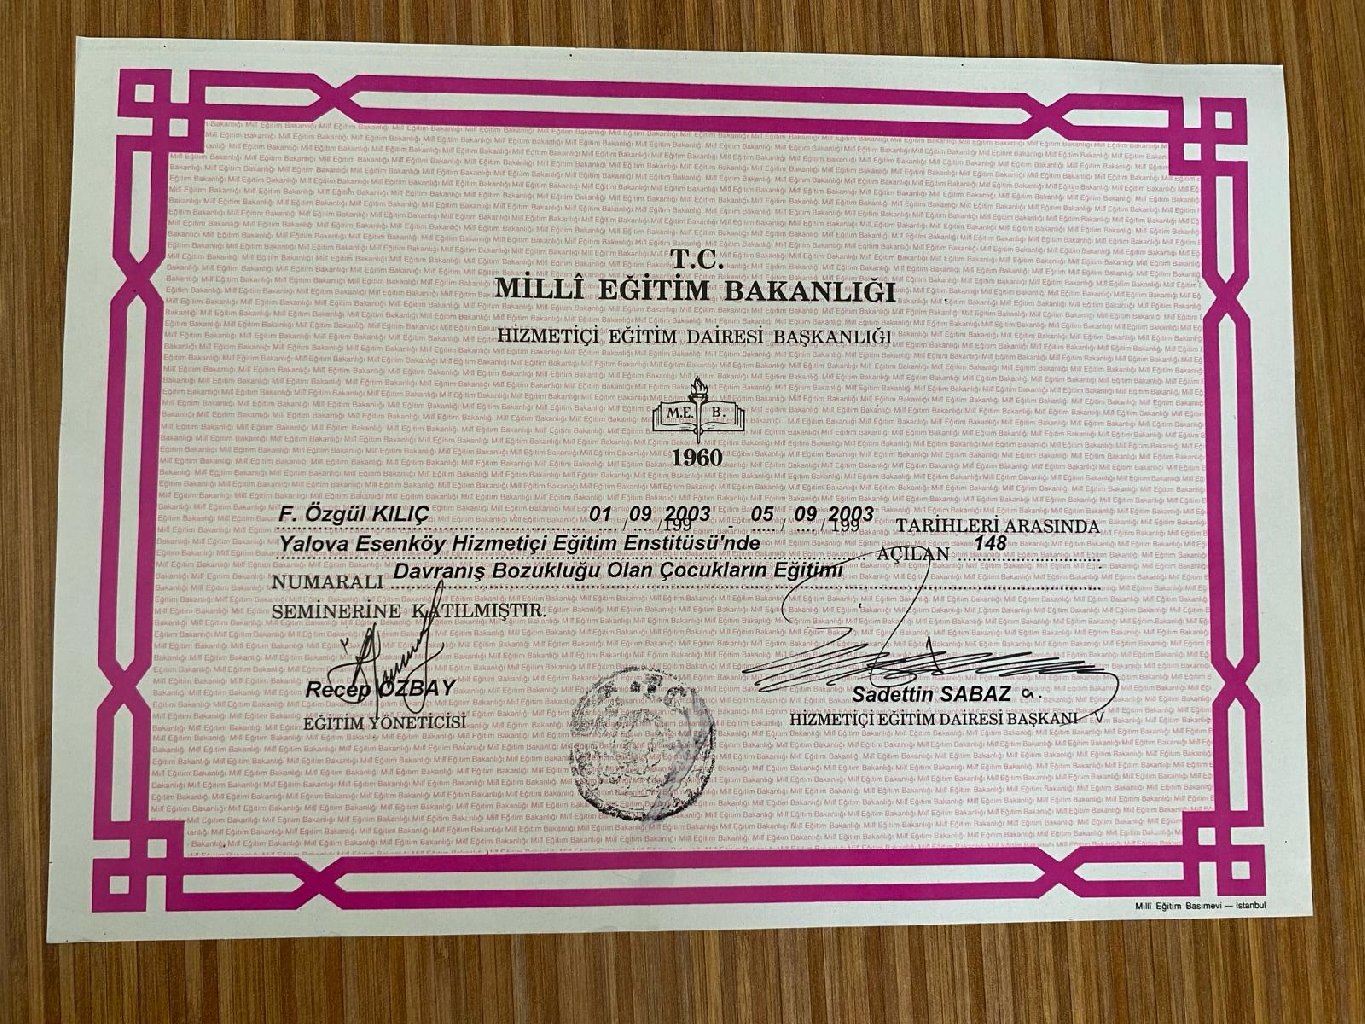 T.C.
MİLLÎ EĞİTİM BAKANLIĞI
HİZMETİÇİ EĞİTİM DAİRESİ BAŞKANLIĞI
M.E. B.
1960
F. Özgül KILIÇ 01 / 09 / 199 2003 - 05 / 09 / 199 2003 TARİHLERİ ARASINDA
Yalova Esenköy Hizmetiçi Eğitim Enstitüsü'nde AÇILAN 148
NUMARALI Davranış Bozukluğu Olan Çocukların Eğitimi
SEMİNERİNE KATILMIŞTIR.
Recep ÖZBAY
EĞİTİM YÖNETİCİSİ
Sadettin SABAZ
HİZMETİÇİ EĞİTİM DAİRESİ BAŞKANI
Millî Eğitim Basımevi — İstanbul